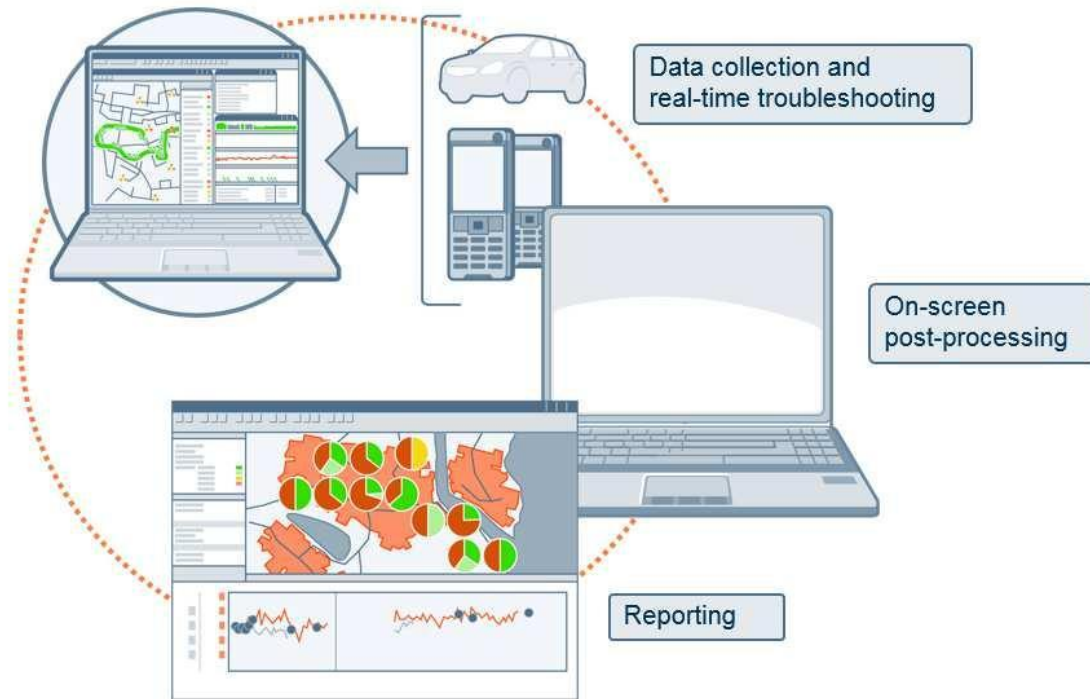 Data collection and
real-time troubleshooting
On-screen
post-processing
Reporting